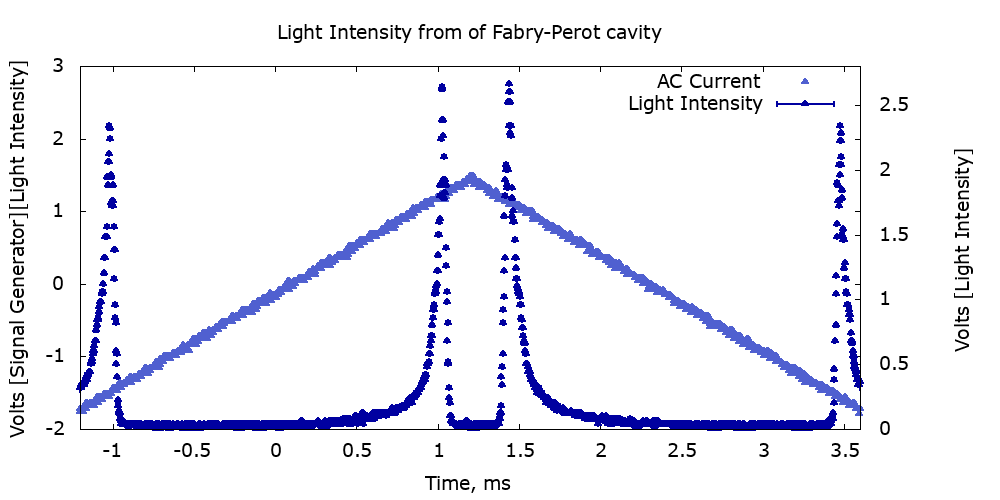 Light Intensity from of Fabry-Perot cavity
AC Current
Light Intensity
Volts [Signal Generator][Light Intensity]
3
2
1
0
-1
-2
2.5
2
1.5
1
0.5
0
Volts [Light Intensity]
-1 -0.5 0 0.5 1 1.5 2 2.5 3 3.5
Time, ms